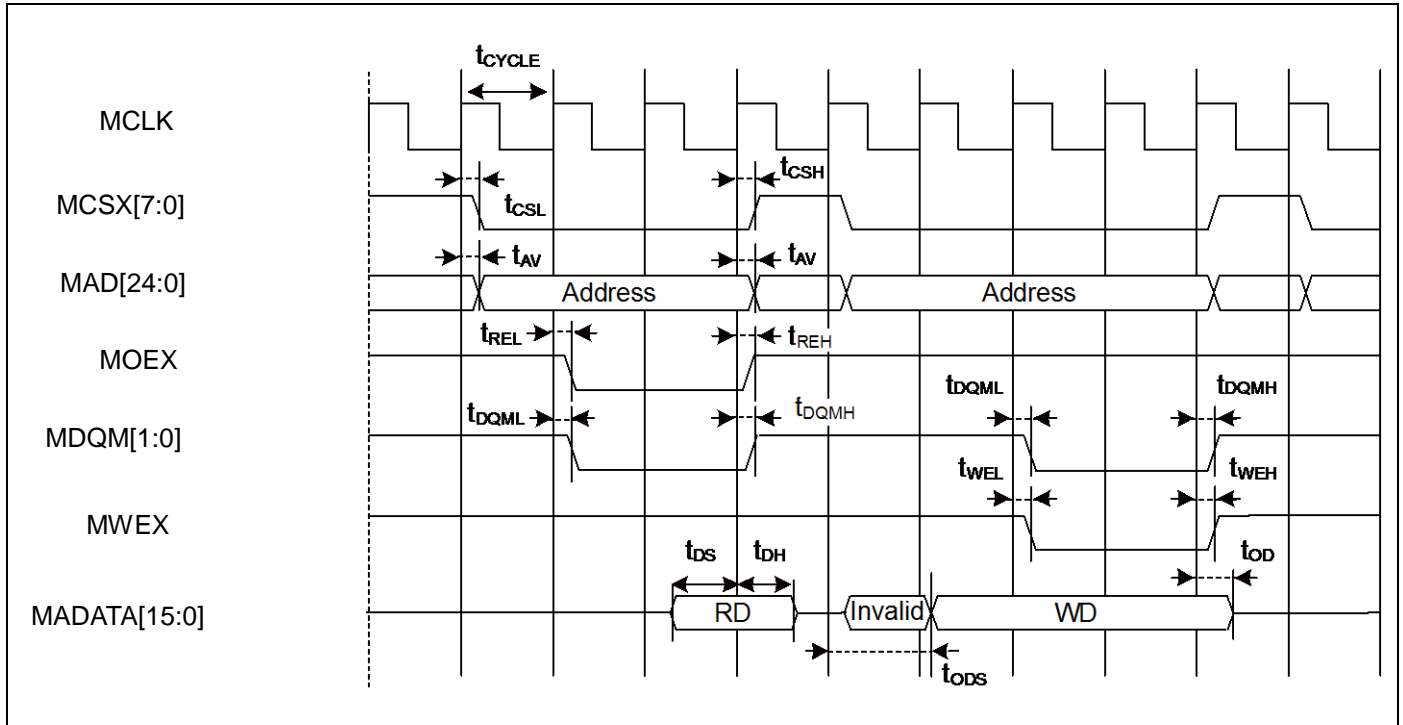 tCYCLE
MCLK
tCSH
MCSX[7:0]
tCSL
tAV
tAV
MAD[24:0]
Address
Address
tREL
tREH
MOEX
tDQML
tDQMH
tDQML
tDQMH
MDQM[1:0]
tWEL
tWEH
MWEX
tDS
tDH
tOD
MADATA[15:0]
RD
Invalid
WD
tODS